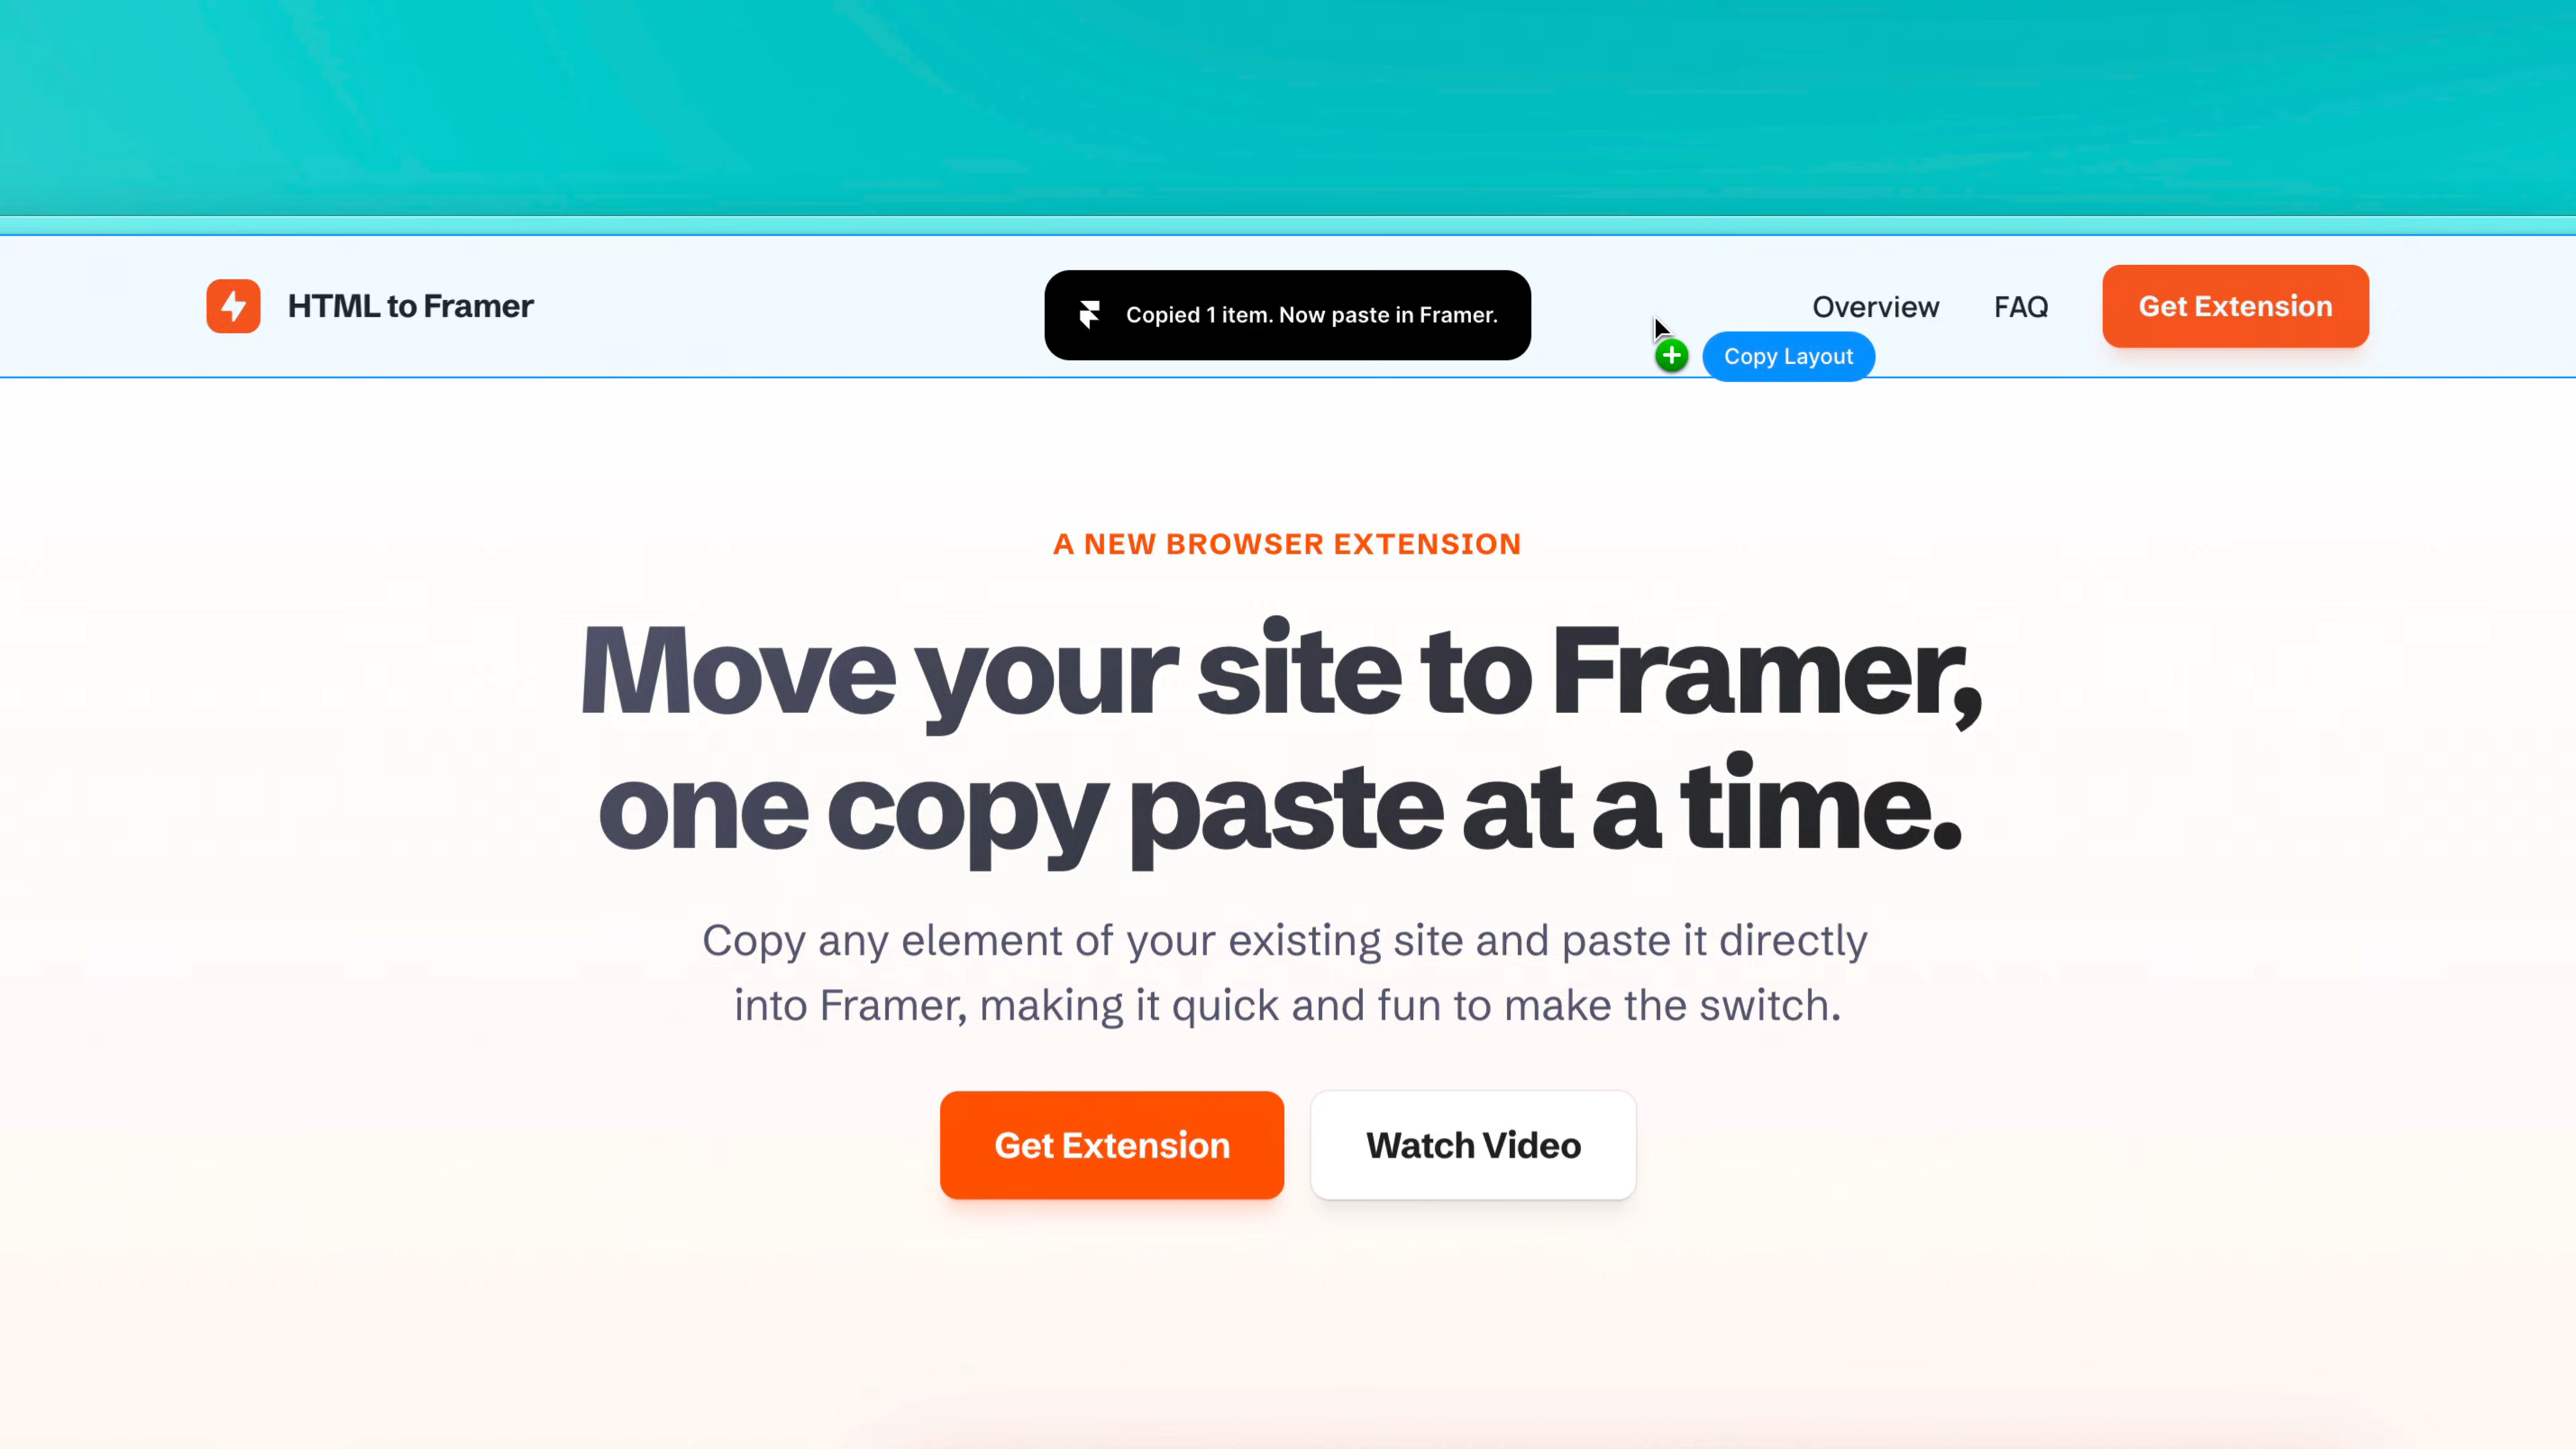 HTML to Framer
Copied 1 item. Now paste in Framer.
Overview
FAQ
Get Extension
Copy Layout
A NEW BROWSER EXTENSION
Move your site to Framer,
one copy paste at a time.
Copy any element of your existing site and paste it directly
into Framer, making it quick and fun to make the switch.
Get Extension
Watch Video